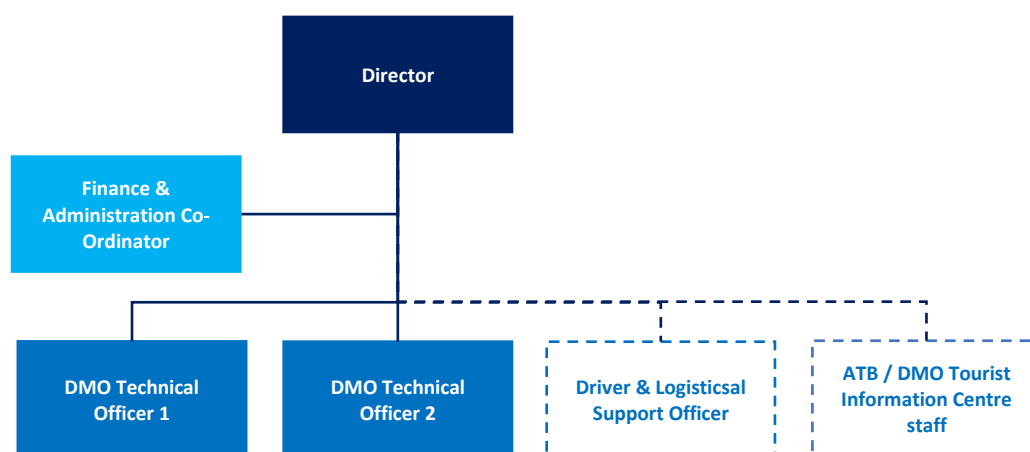 Director
Finance &
Administration Co-
Ordinator
DMO Technical
Officer 1
DMO Technical
Officer 2
Driver & Logisticsal
Support Officer
ATB / DMO Tourist
Information Centre
staff